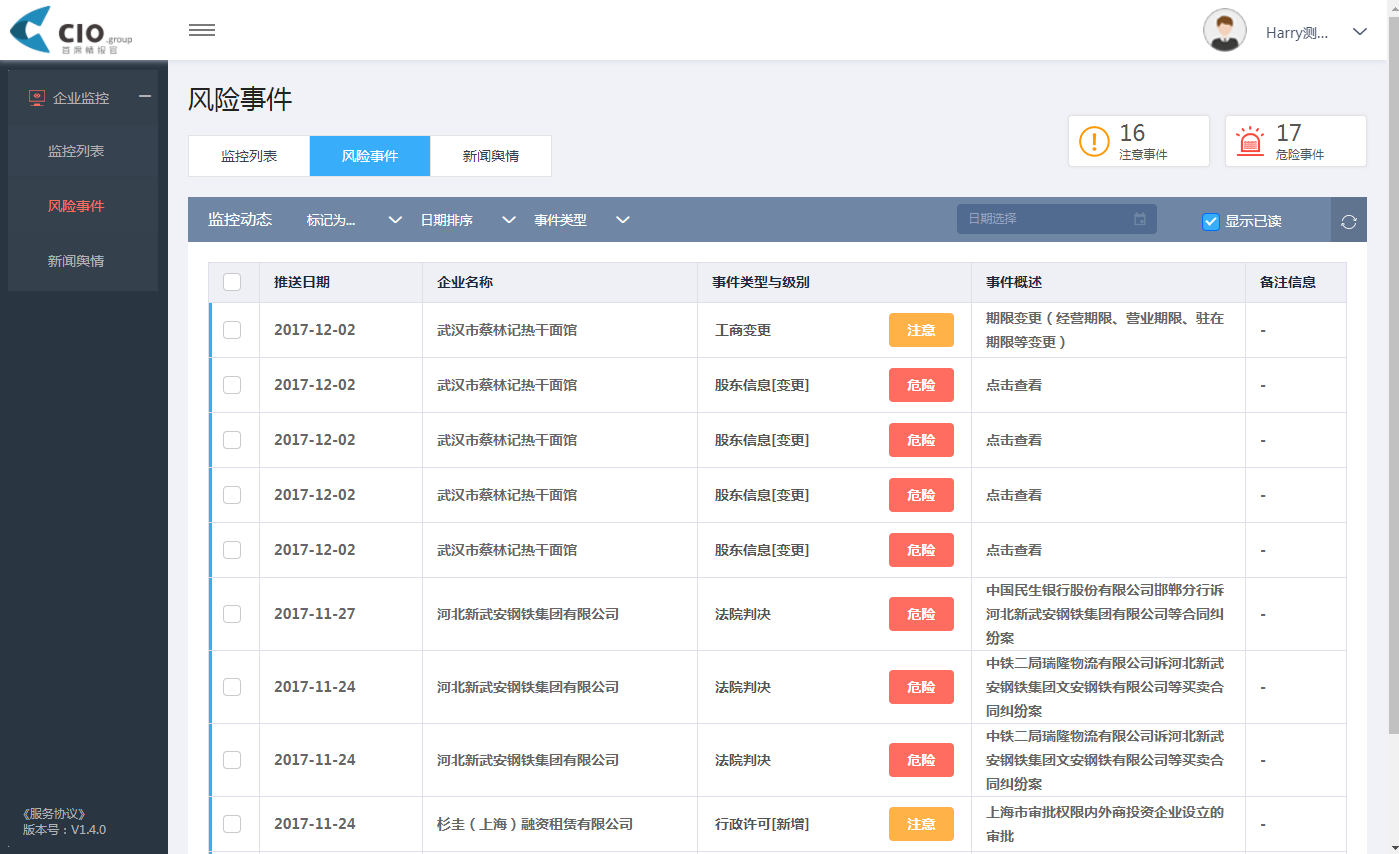 CIO.group
首席情报官
Harry测...
企业监控
监控列表
风险事件
新闻舆情
《服务协议》
版本号：V1.4.0
风险事件
监控列表
风险事件
新闻舆情
16
注意事件
17
危险事件
监控动态
标记为...
日期排序
事件类型
日期选择
显示已读
推送日期
企业名称
事件类型与级别
事件概述
备注信息
2017-12-02
武汉市蔡林记热干面馆
工商变更
注意
期限变更（经营期限、营业期限、驻在
期限等变更）
-
2017-12-02
武汉市蔡林记热干面馆
股东信息[变更]
危险
点击查看
-
2017-12-02
武汉市蔡林记热干面馆
股东信息[变更]
危险
点击查看
-
2017-12-02
武汉市蔡林记热干面馆
股东信息[变更]
危险
点击查看
-
2017-12-02
武汉市蔡林记热干面馆
股东信息[变更]
危险
点击查看
-
2017-11-27
河北新武安钢铁集团有限公司
法院判决
危险
中国民生银行股份有限公司邯郸分行诉
河北新武安钢铁集团有限公司等合同纠
纷案
-
2017-11-24
河北新武安钢铁集团有限公司
法院判决
危险
中铁二局瑞隆物流有限公司诉河北新武
安钢铁集团文安钢铁有限公司等买卖合
同纠纷案
-
2017-11-24
河北新武安钢铁集团有限公司
法院判决
危险
中铁二局瑞隆物流有限公司诉河北新武
安钢铁集团文安钢铁有限公司等买卖合
同纠纷案
-
2017-11-24
杉圭（上海）融资租赁有限公司
行政许可[新增]
注意
上海市审批权限内外商投资企业设立的
审批
-